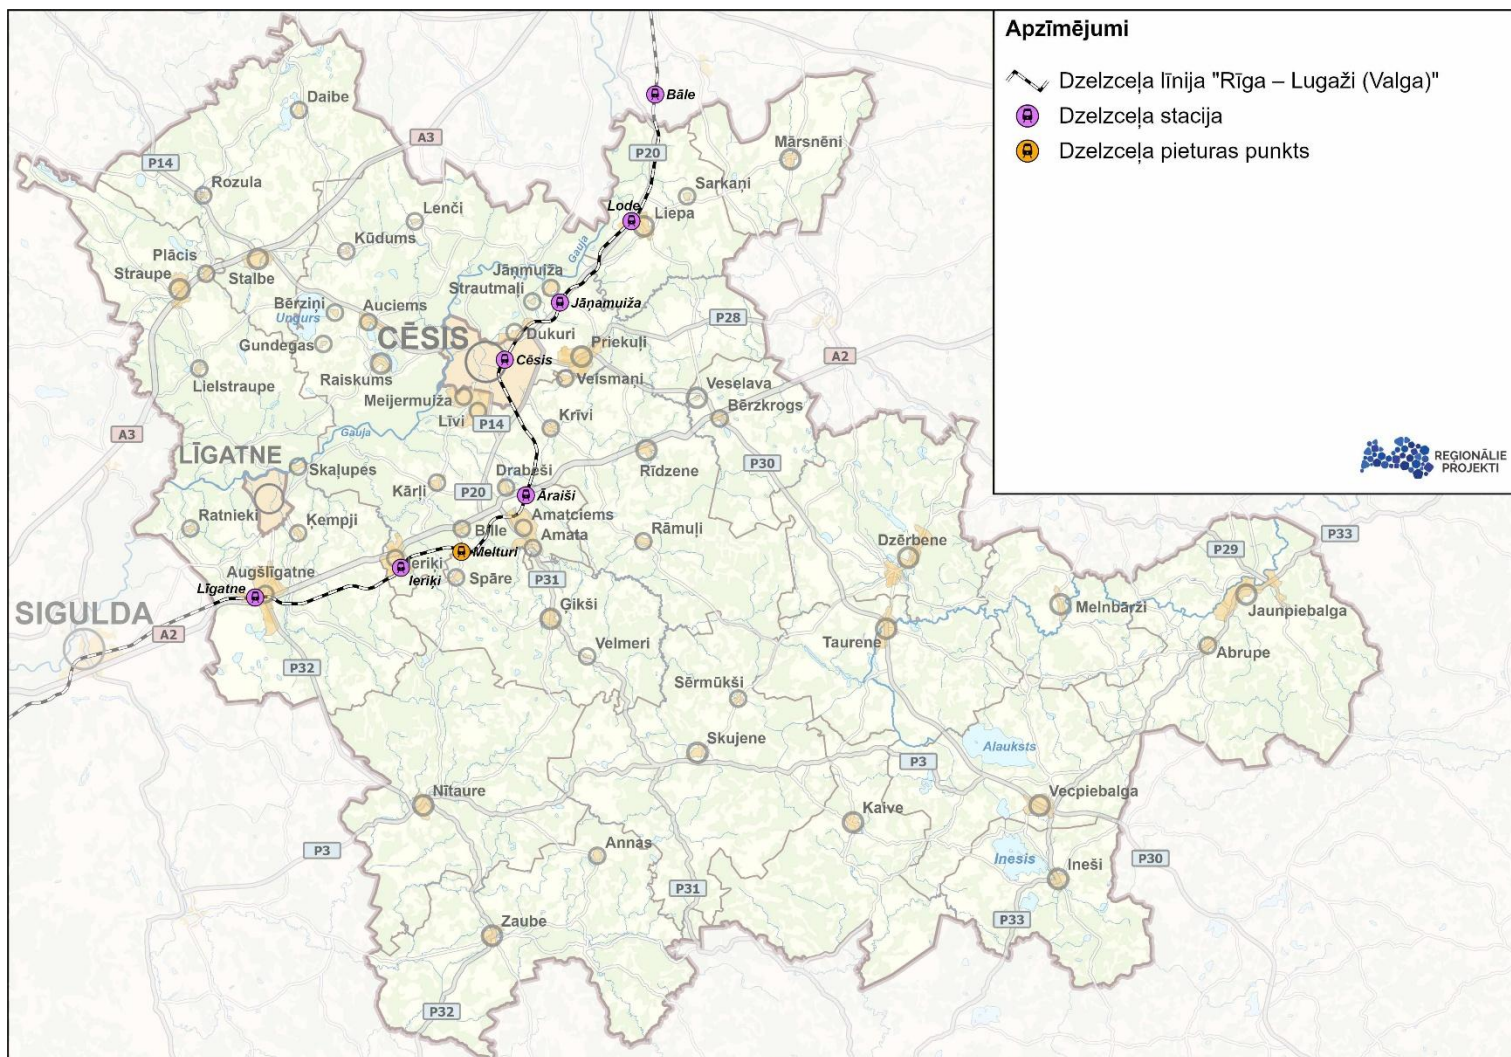 Apzīmējumi
Dzelzceļa līnija "Rīga – Lugaži (Valga)"
Dzelzceļa stacija
Dzelzceļa pieturas punkts
REĢIONĀLIE
PROJEKTI
Bāle
Daibe
A3
P20
Mārsnēni
P14
Rozula
Sarkaņi
Lenči
Lode
Liepa
Kūdums
Gauja
Plācis
Straupe
Stalbe
Jāņmuiža
Strautmaļi
Jāņamuiža
Bērziņi
Ungurs
Auciems
P28
CĒSIS
Dukuri
Priekuļi
Gundegas
A2
Cēsis
Lielstraupe
Raiskums
Veismaņi
Veselava
Meijermuiža
Bērzkrogs
Līvi
P14
Krīvi
A3
Gauja
LĪGATNE
Skaļupes
Rīdzene
P30
Kārļi
P20
Drabeši
Āraiši
Ratnieki
Ķempji
Bille
Amatciems
Rāmuļi
Amata
P33
Melturi
Dzērbene
P29
Augšlīgatne
Ieriķi
Ieriķi
Spāre
P31
Līgatne
SIGULDA
Ģikši
Melnbārži
Jaunpiebalga
A2
Taurene
Velmeri
Abrupe
P32
Sērmūkši
Skujene
Alauksts
P3
Nītaure
Vecpiebalga
Kaive
P3
Annas
Inesis
P30
Ineši
P31
Zaube
P33
P32